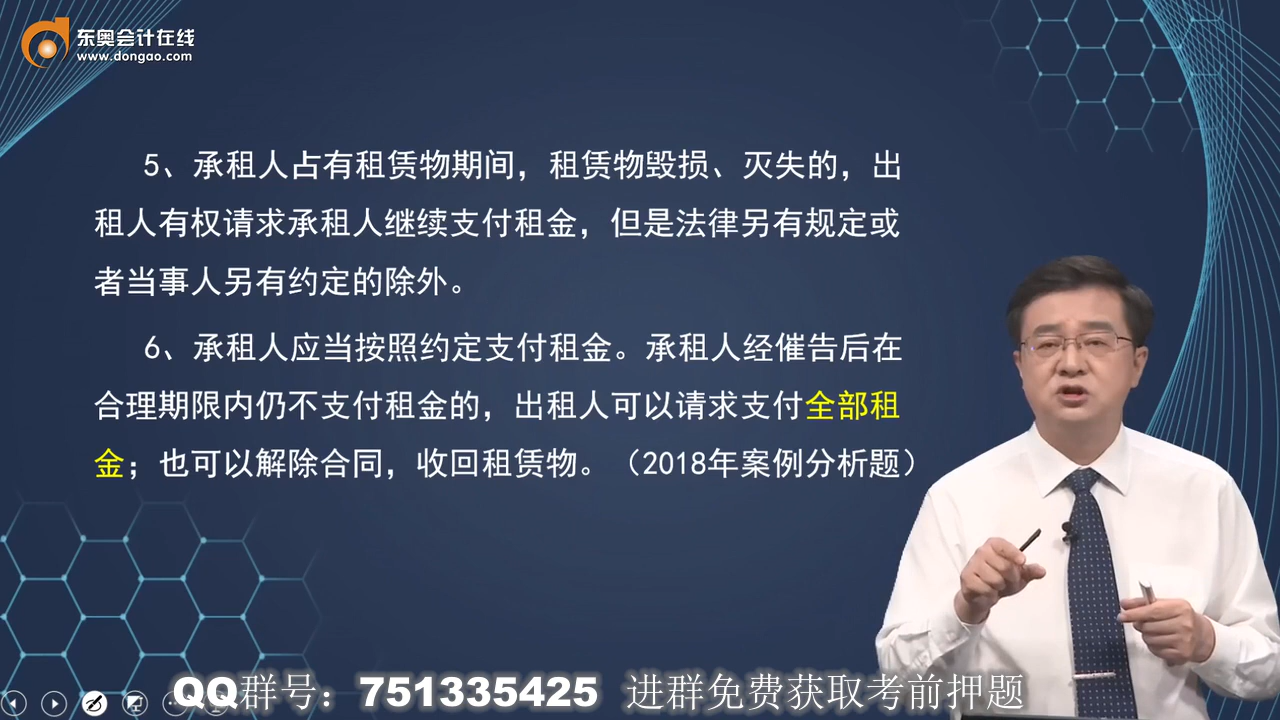 东奥会计在线
www.dongao.com
5、承租人占有租赁物期间，租赁物毁损、灭失的，出
租人有权请求承租人继续支付租金，但是法律另有规定或
者当事人另有约定的除外。
6、承租人应当按照约定支付租金。承租人经催告后在
合理期限内仍不支付租金的，出租人可以请求支付全部租
金；也可以解除合同，收回租赁物。（2018年案例分析题）
QQ群号：751335425 进群免费获取考前押题